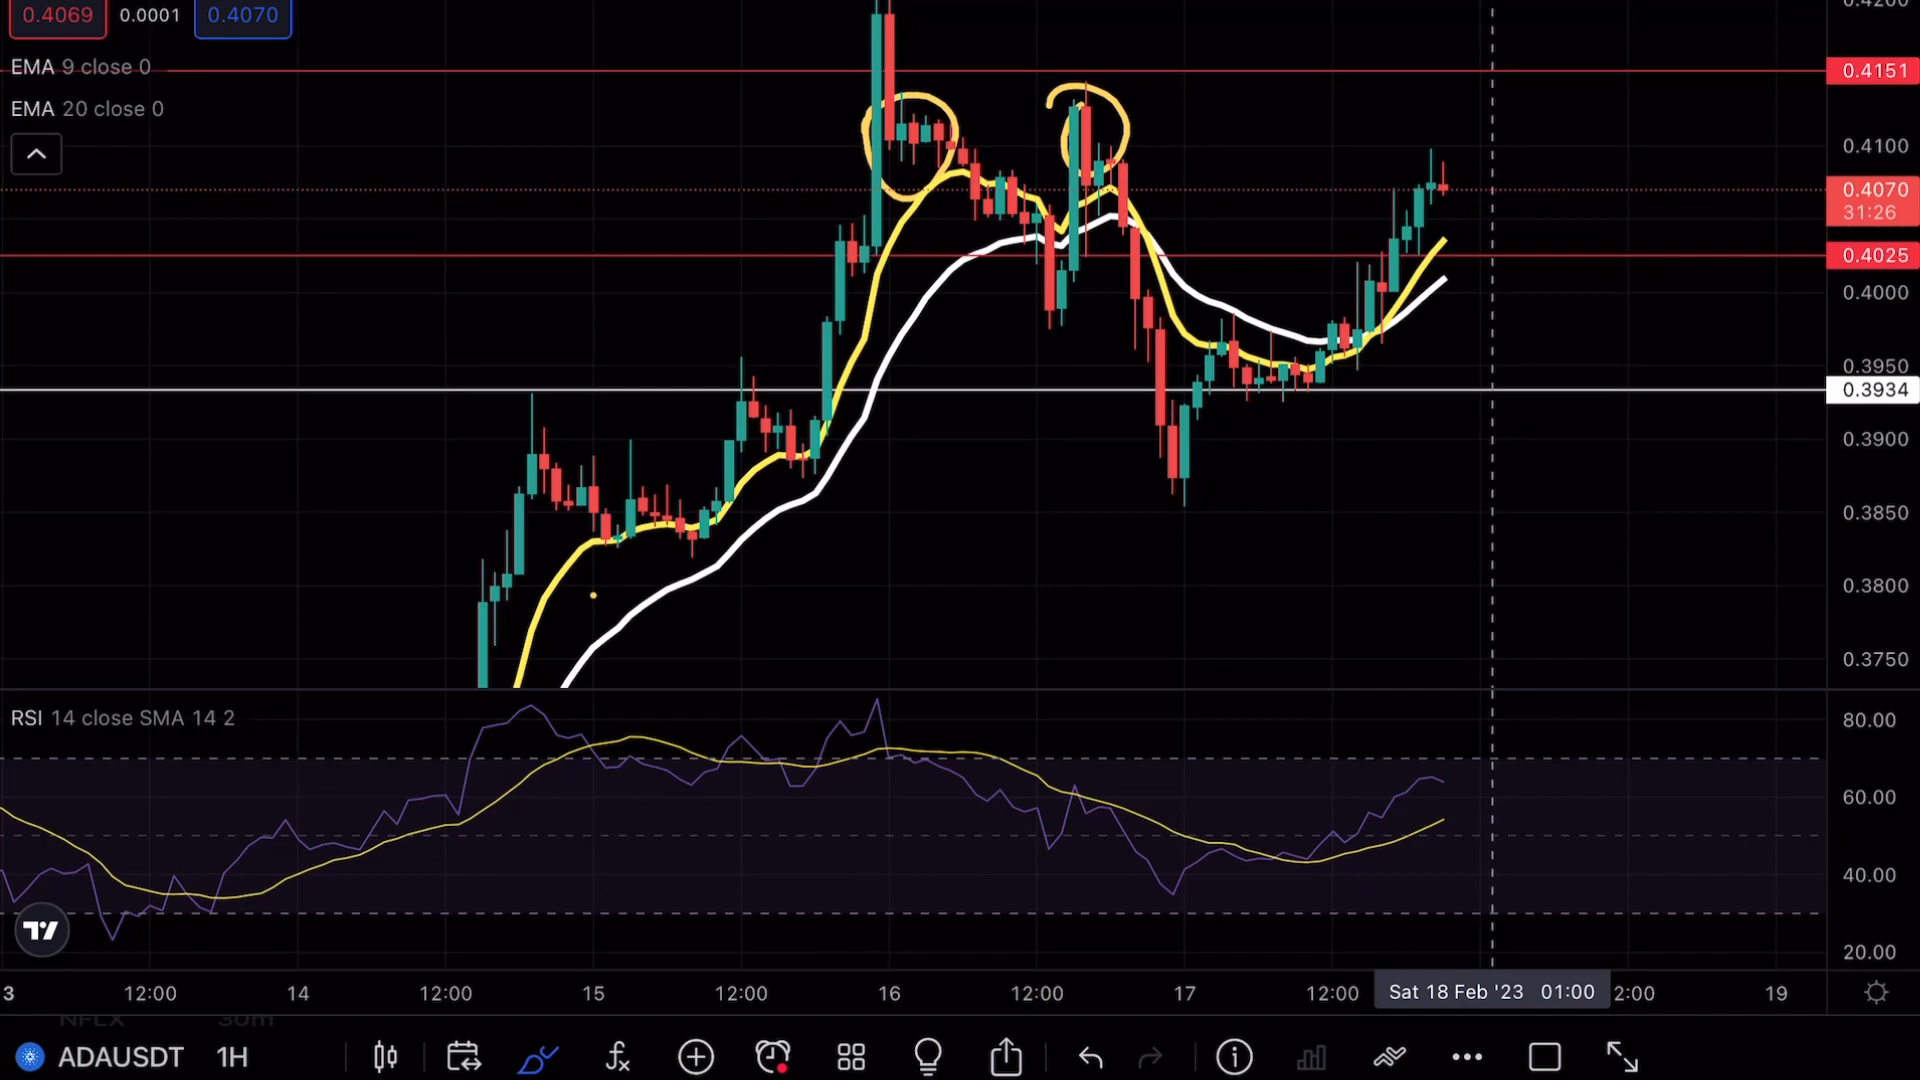 0.4069 0.0001 0.4070
EMA 9 close 0
EMA 20 close 0
0.4200
0.4151
0.4100
0.4070
31:26
0.4025
0.4000
0.3950
0.3934
0.3900
0.3850
0.3800
0.3750
RSI 14 close SMA 14 2
80.00
60.00
40.00
20.00
3 12:00 14 12:00 15 12:00 16 12:00 17 12:00 Sat 18 Feb '23 01:00 2:00 19
NFLX 30m
ADAUSDT 1H